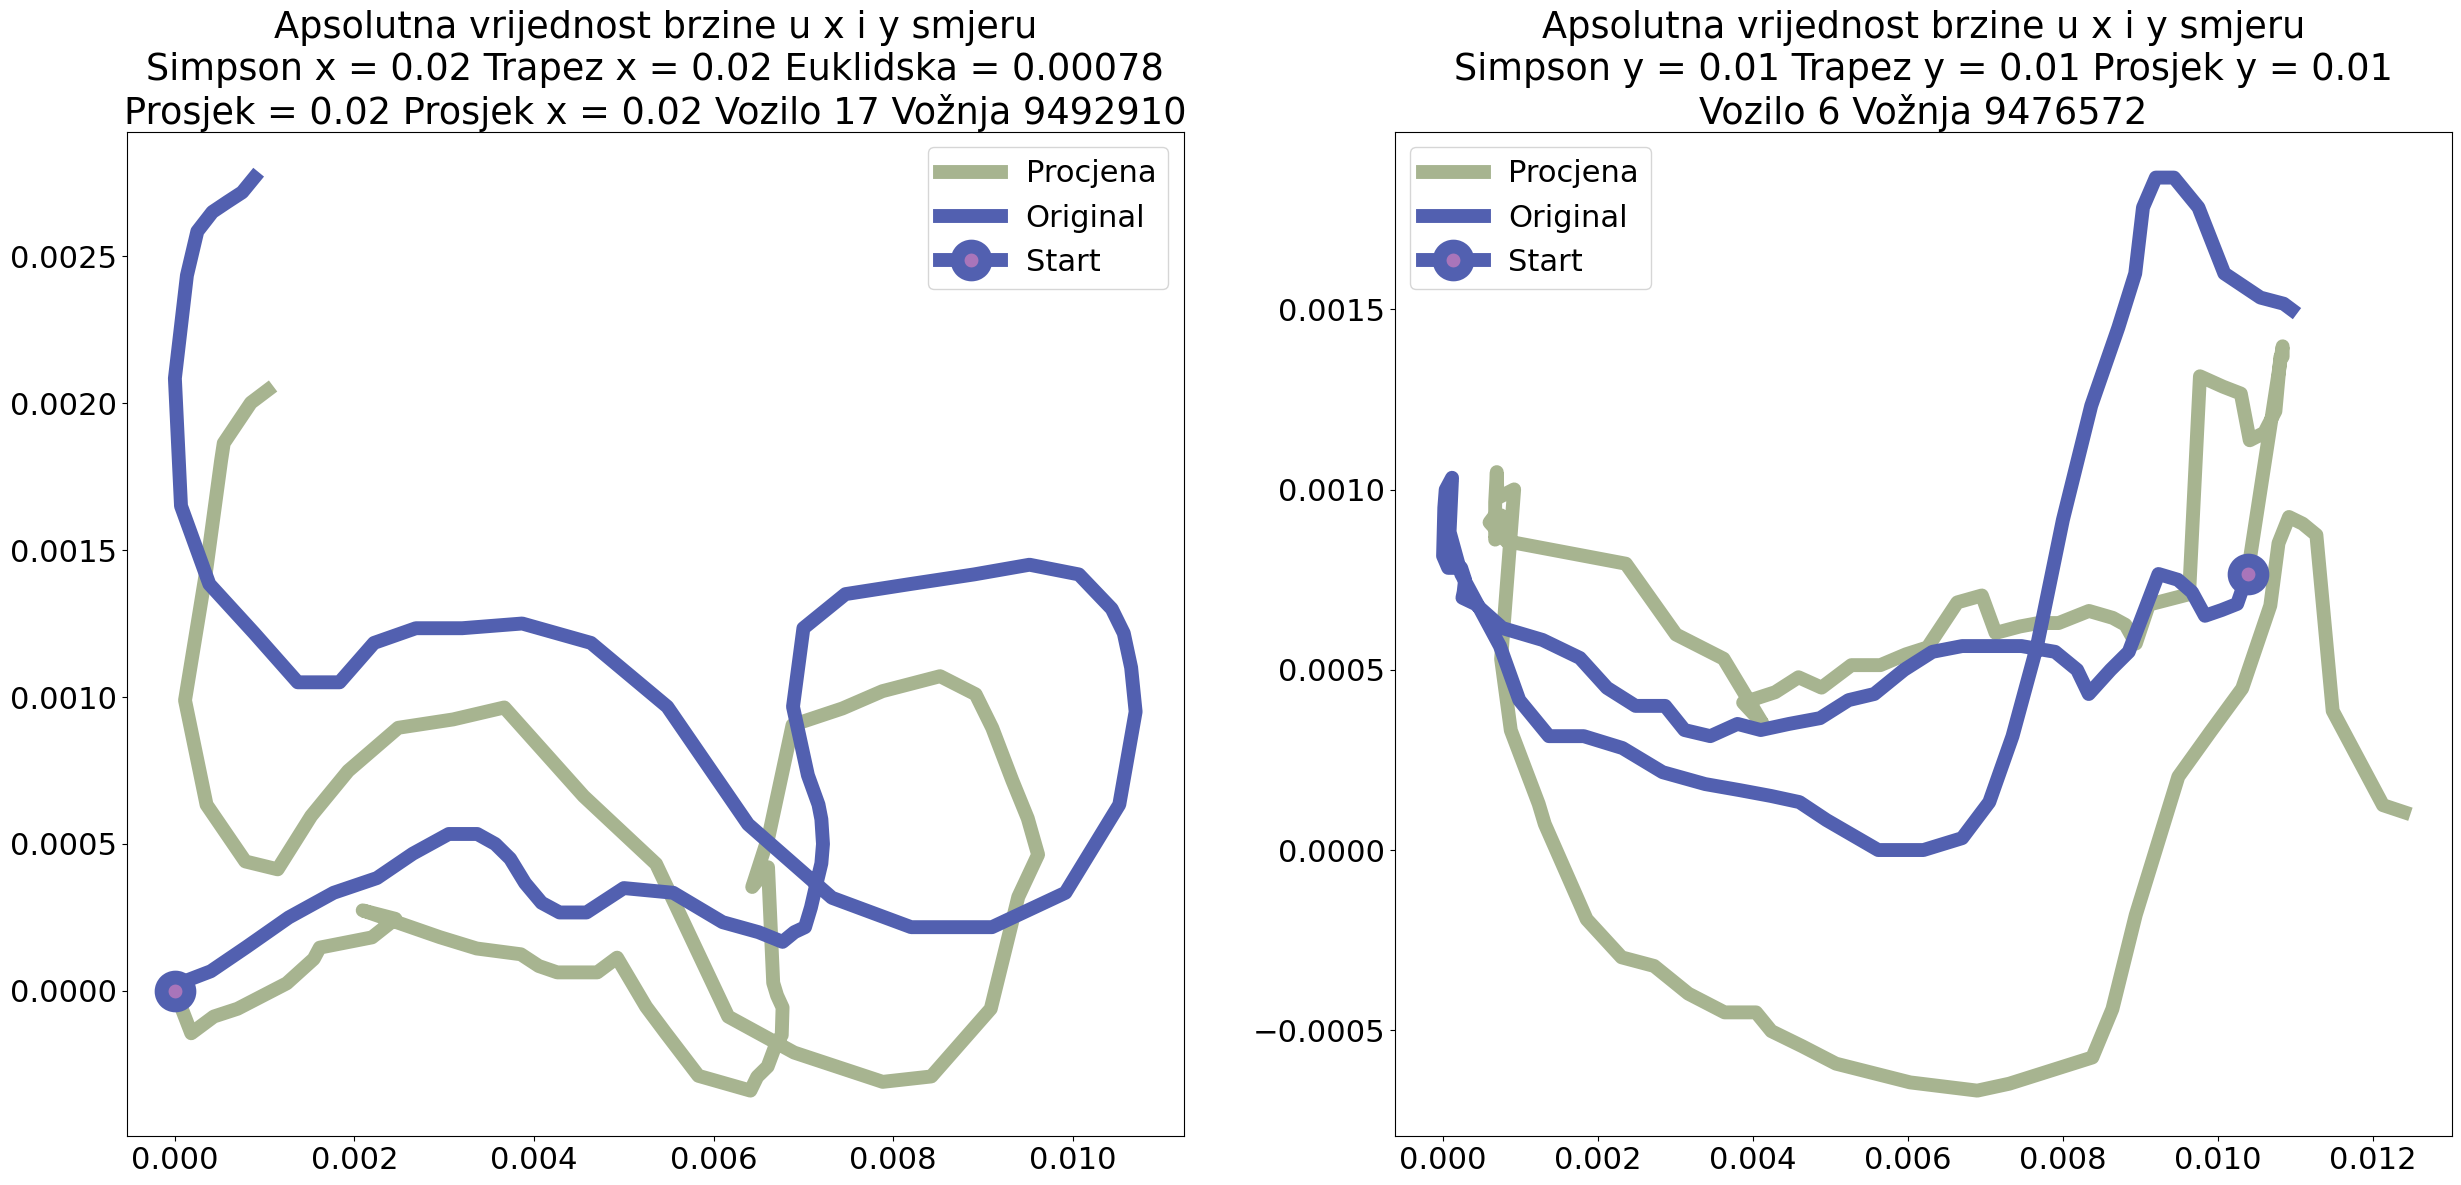 Apsolutna vrijednost brzine u x i y smjeru
Simpson x = 0.02 Trapez x = 0.02 Euklidska = 0.00078
Prosjek = 0.02 Prosjek x = 0.02 Vozilo 17 Vožnja 9492910
Procjena
Original
Start
0.0025
0.0020
0.0015
0.0010
0.0005
0.0000
0.000 0.002 0.004 0.006 0.008 0.010
Apsolutna vrijednost brzine u x i y smjeru
Simpson y = 0.01 Trapez y = 0.01 Prosjek y = 0.01
Vozilo 6 Vožnja 9476572
Procjena
Original
Start
0.0015
0.0010
0.0005
0.0000
−0.0005
0.000 0.002 0.004 0.006 0.008 0.010 0.012